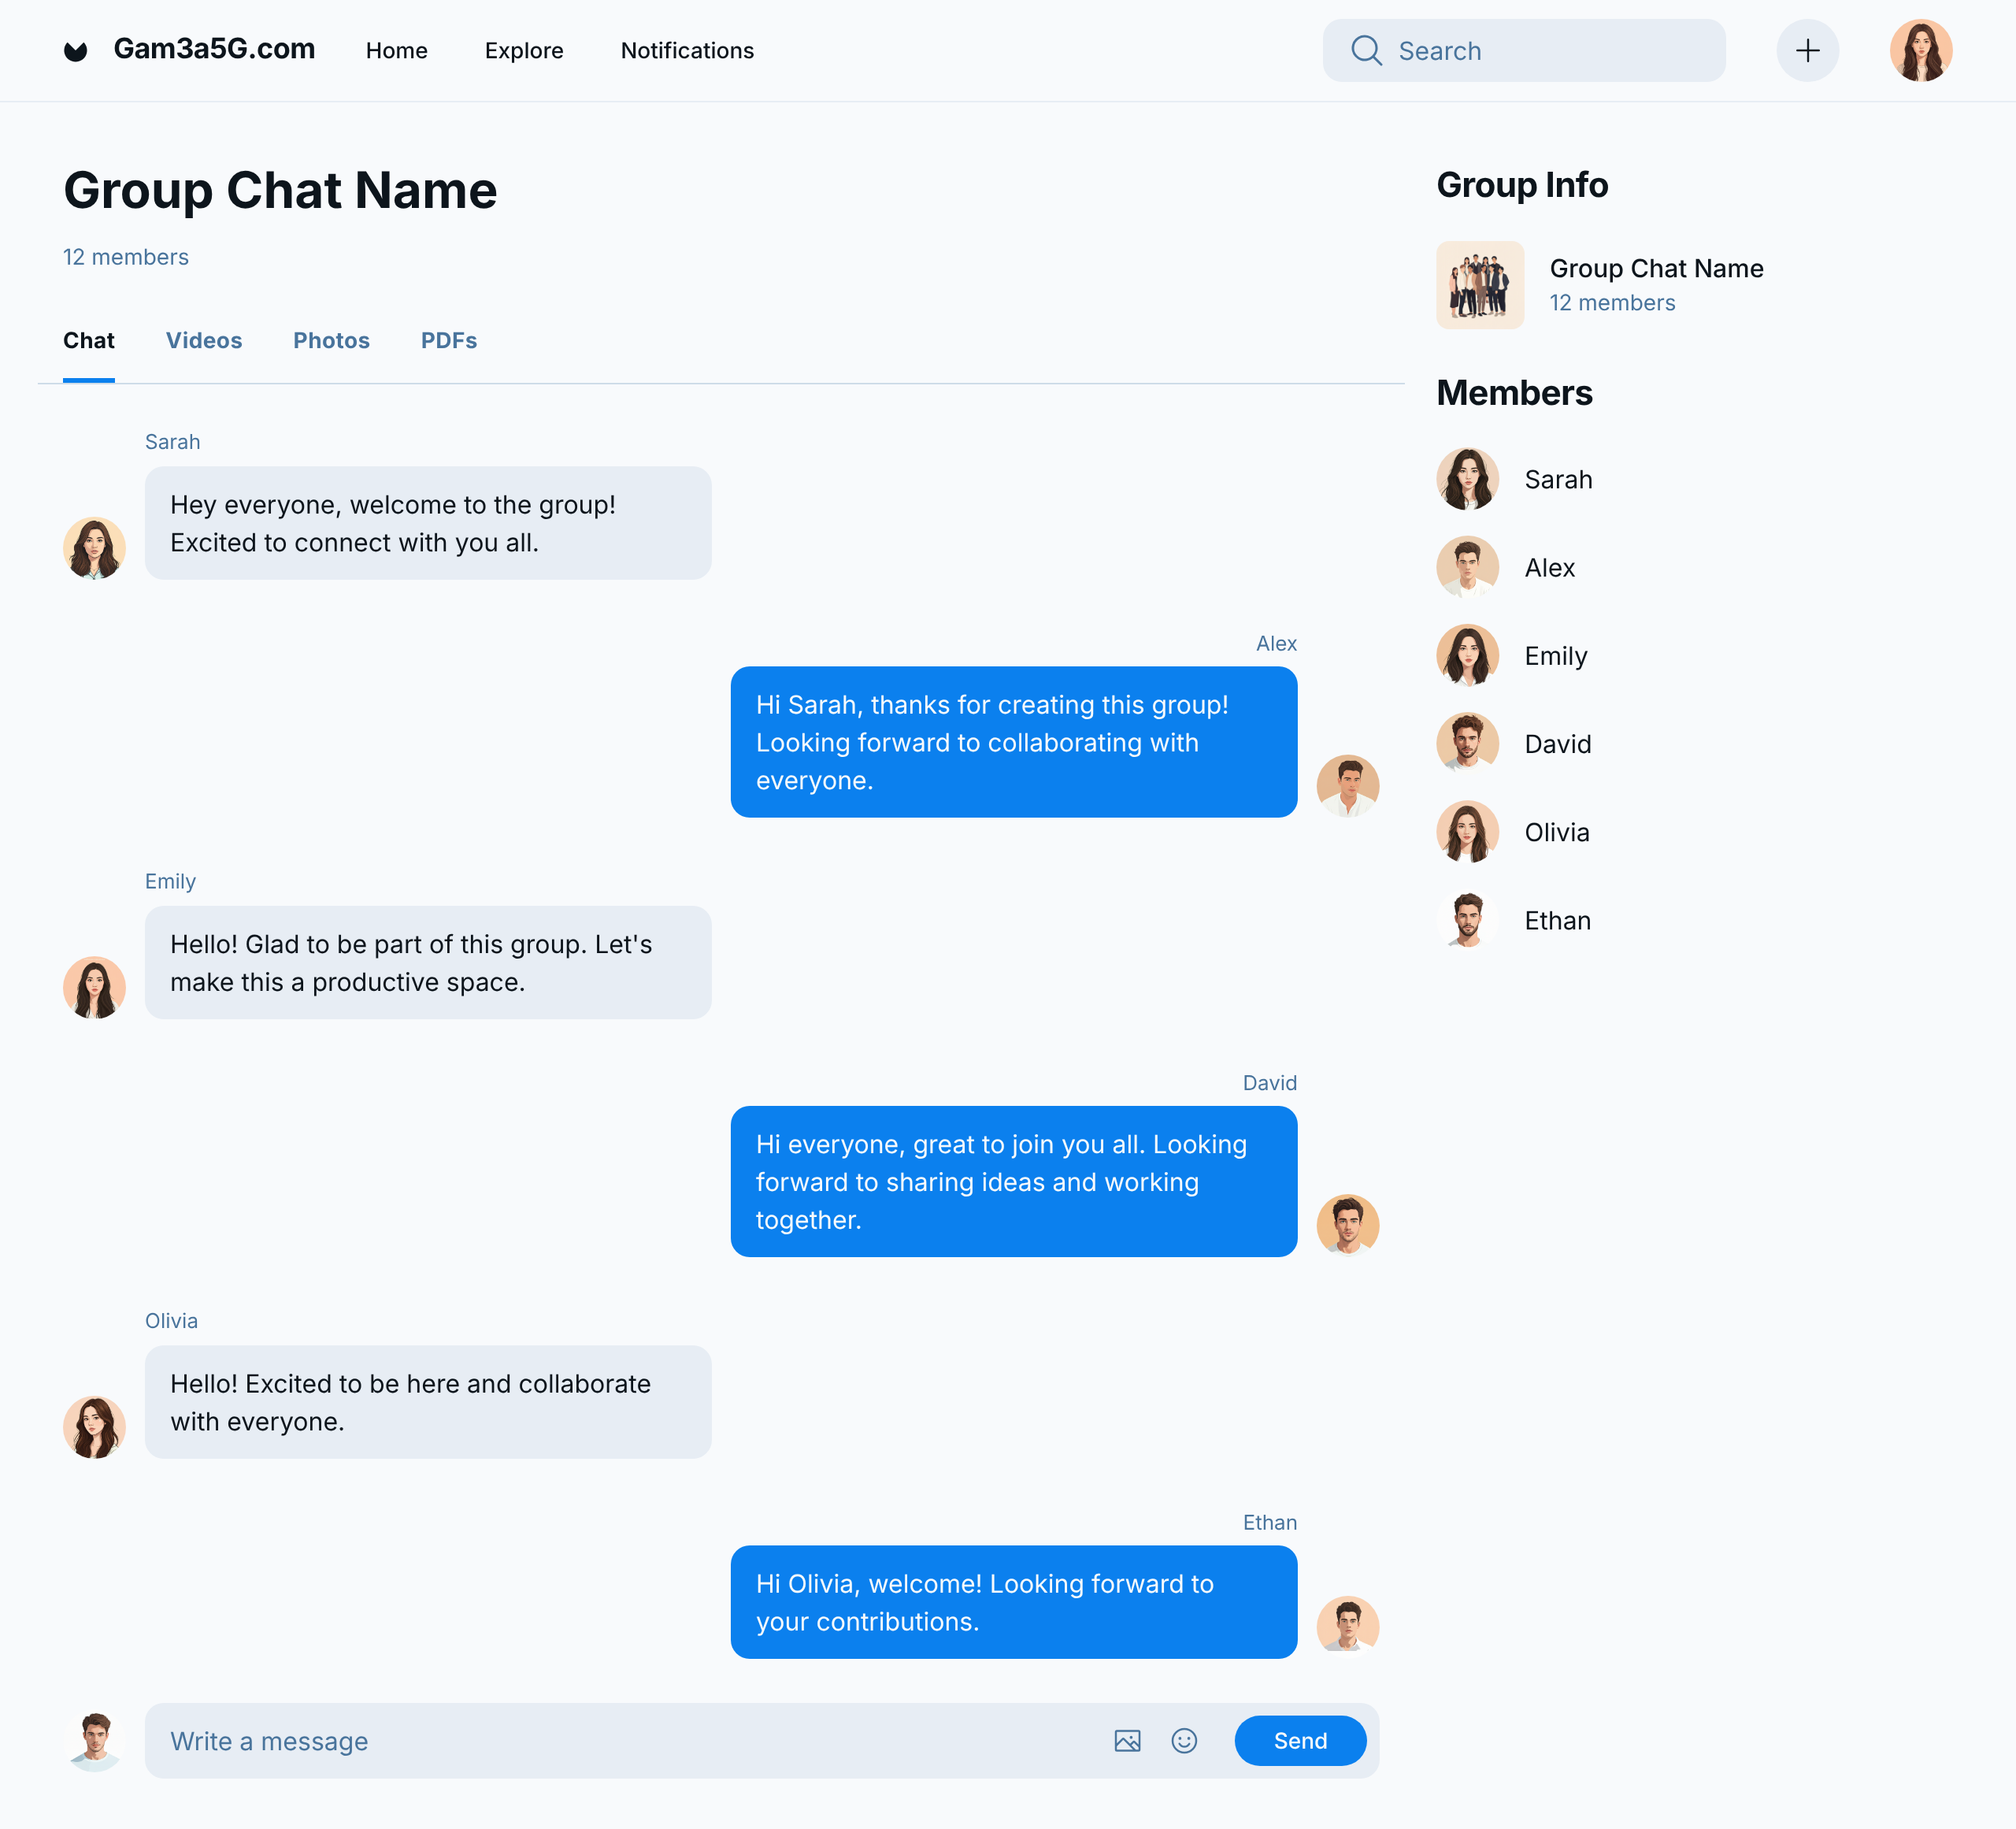 Gam3a5G.com
Home
Explore
Notifications
Search
Group Chat Name
12 members
Chat
Videos
Photos
PDFs
Sarah
Hey everyone, welcome to the group!
Excited to connect with you all.
Alex
Hi Sarah, thanks for creating this group!
Looking forward to collaborating with
everyone.
Emily
Hello! Glad to be part of this group. Let's
make this a productive space.
David
Hi everyone, great to join you all. Looking
forward to sharing ideas and working
together.
Olivia
Hello! Excited to be here and collaborate
with everyone.
Ethan
Hi Olivia, welcome! Looking forward to
your contributions.
Write a message
Send
Group Info
Group Chat Name
12 members
Members
Sarah
Alex
Emily
David
Olivia
Ethan